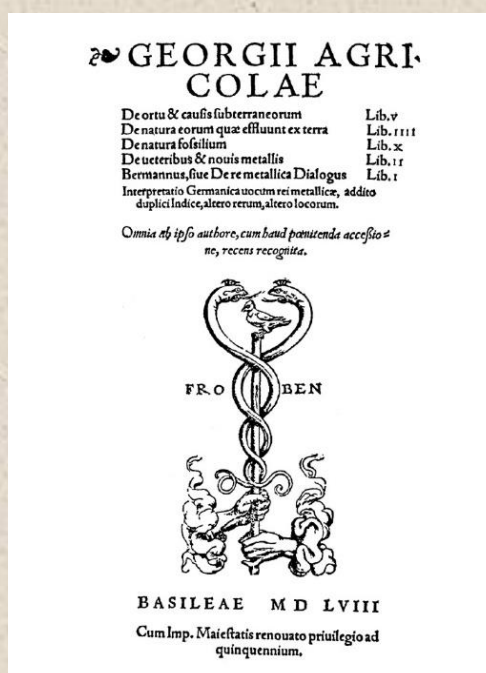 ❧ GEORGII AGRI-
COLAE
De ortu & causis subterraneorum Lib. v
De natura eorum quæ effluunt ex terra Lib. IIII
De natura fossilium Lib. x
De ueteribus & nouis metallis Lib. II
Bermannus, siue De re metallica Dialogus Lib. I
Interpretatio Germanica uocum rei metallicæ, addito
duplici Indice, altero rerum, altero locorum.
Omnia ab ipso authore, cum haud pœnitenda accessio-
ne, recens recognita.
FRO BEN
BASILEAE M D LVIII
Cum Imp. Maiestatis renouato priuilegio ad
quinquennium.